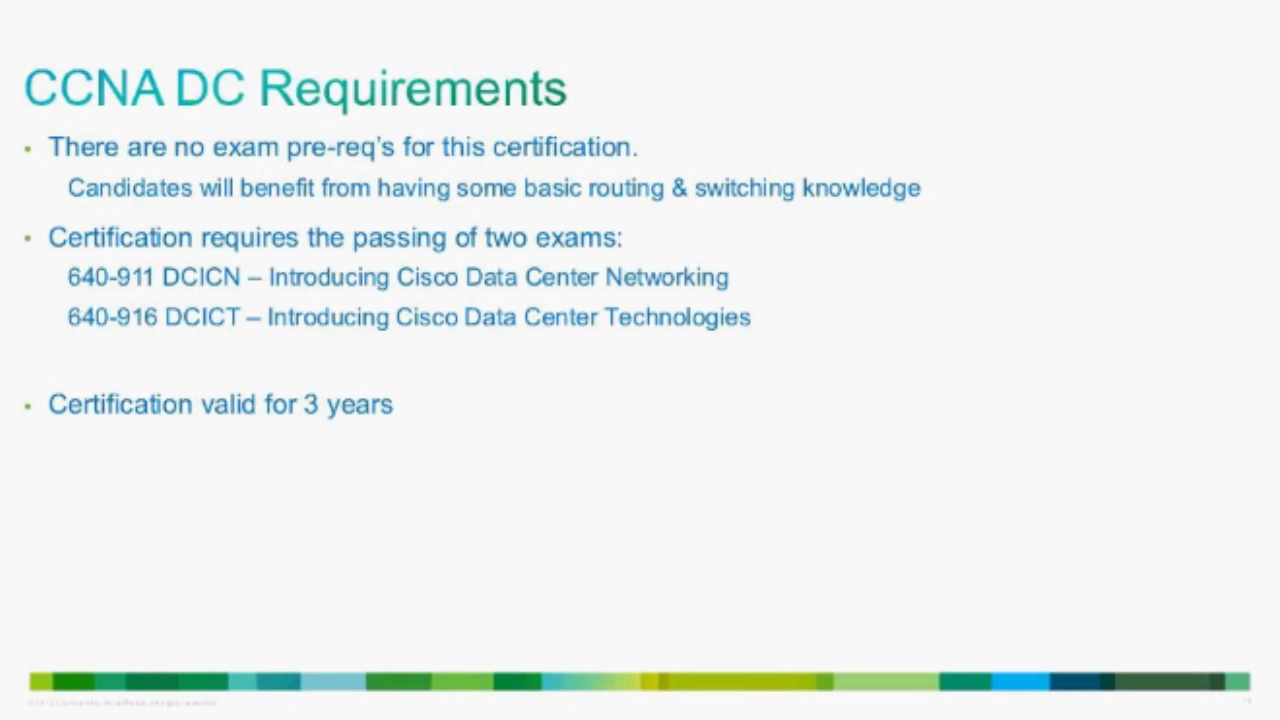 CCNA DC Requirements
• There are no exam pre-req's for this certification.
Candidates will benefit from having some basic routing & switching knowledge
• Certification requires the passing of two exams:
640-911 DCICN – Introducing Cisco Data Center Networking
640-916 DCICT – Introducing Cisco Data Center Technologies
• Certification valid for 3 years